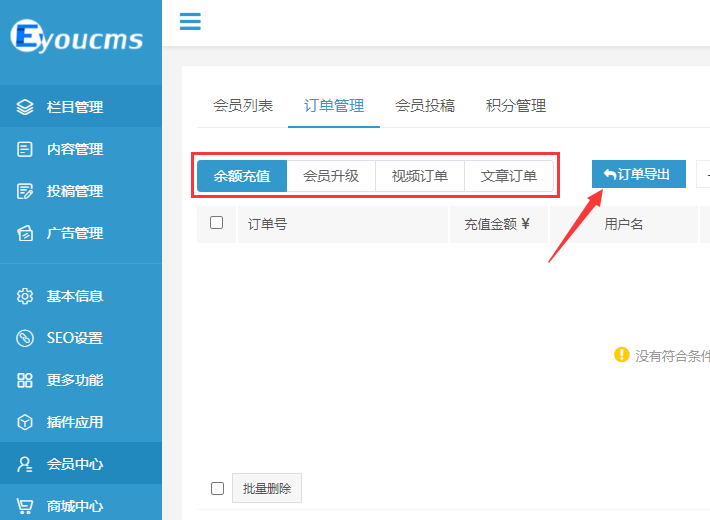 Eyoucms
栏目管理
内容管理
投稿管理
广告管理
基本信息
SEO设置
更多功能
插件应用
会员中心
商城中心
会员列表 订单管理 会员投稿 积分管理
余额充值 会员升级 视频订单 文章订单 订单导出
订单号 充值金额 ¥ 用户名
没有符合条件
批量删除